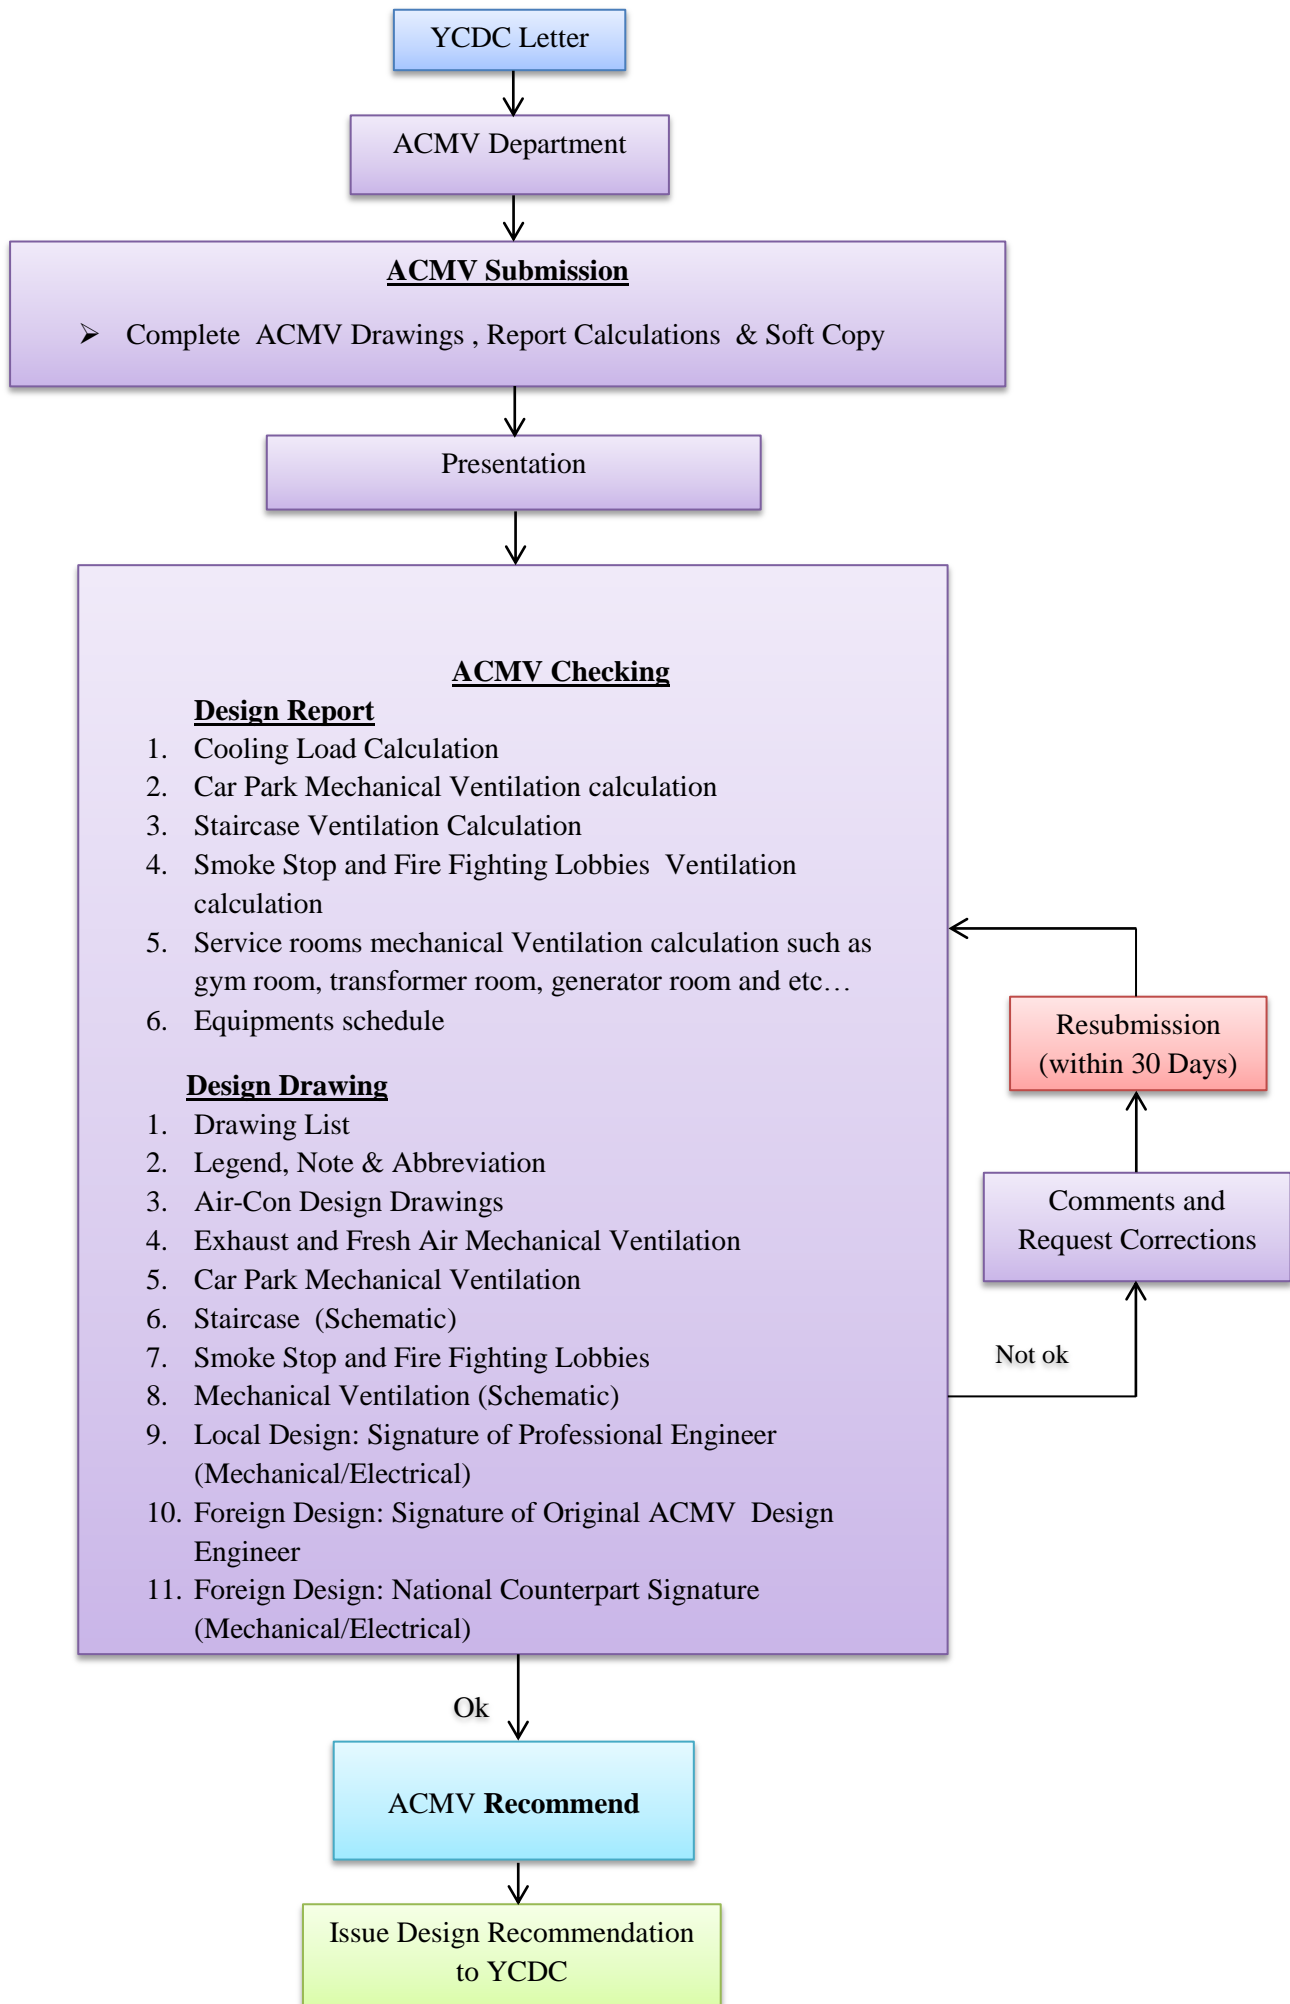 YCDC Letter
ACMV Department
ACMV Submission
➢ Complete ACMV Drawings , Report Calculations & Soft Copy
Presentation
ACMV Checking
Design Report
1. Cooling Load Calculation
2. Car Park Mechanical Ventilation calculation
3. Staircase Ventilation Calculation
4. Smoke Stop and Fire Fighting Lobbies Ventilation
calculation
5. Service rooms mechanical Ventilation calculation such as
gym room, transformer room, generator room and etc…
6. Equipments schedule
Design Drawing
1. Drawing List
2. Legend, Note & Abbreviation
3. Air-Con Design Drawings
4. Exhaust and Fresh Air Mechanical Ventilation
5. Car Park Mechanical Ventilation
6. Staircase (Schematic)
7. Smoke Stop and Fire Fighting Lobbies
8. Mechanical Ventilation (Schematic)
9. Local Design: Signature of Professional Engineer
(Mechanical/Electrical)
10. Foreign Design: Signature of Original ACMV Design
Engineer
11. Foreign Design: National Counterpart Signature
(Mechanical/Electrical)
Resubmission
(within 30 Days)
Comments and
Request Corrections
Not ok
Ok
ACMV Recommend
Issue Design Recommendation
to YCDC